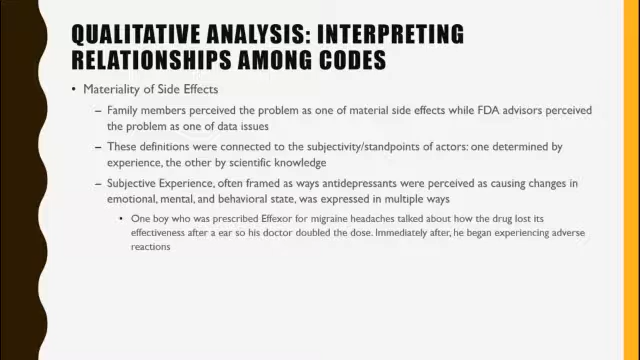 QUALITATIVE ANALYSIS: INTERPRETING
RELATIONSHIPS AMONG CODES
• Materiality of Side Effects
– Family members perceived the problem as one of material side effects while FDA advisors perceived
the problem as one of data issues
– These definitions were connected to the subjectivity/standpoints of actors: one determined by
experience, the other by scientific knowledge
– Subjective Experience, often framed as ways antidepressants were perceived as causing changes in
emotional, mental, and behavioral state, was expressed in multiple ways
• One boy who was prescribed Effexor for migraine headaches talked about how the drug lost its
effectiveness after a ear so his doctor doubled the dose. Immediately after, he began experiencing adverse
reactions